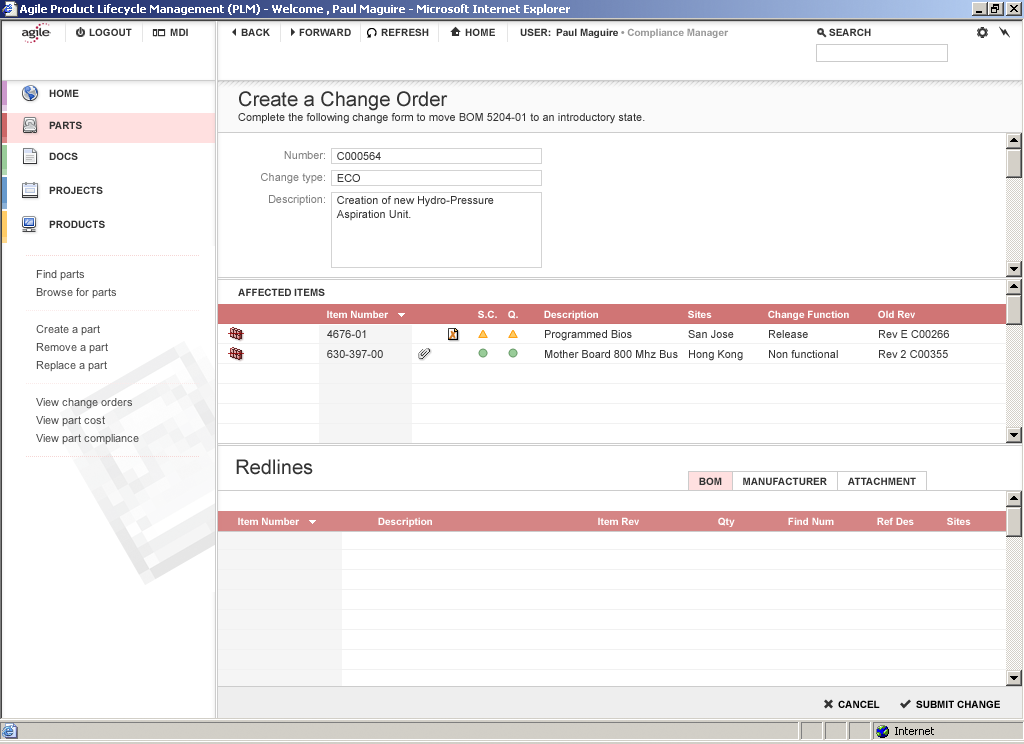 Agile Product Lifecycle Management (PLM) - Welcome , Paul Maguire - Microsoft Internet Explorer
agile LOGOUT MDI BACK FORWARD REFRESH HOME USER: Paul Maguire • Compliance Manager SEARCH
HOME
PARTS
DOCS
PROJECTS
PRODUCTS
Find parts
Browse for parts
Create a part
Remove a part
Replace a part
View change orders
View part cost
View part compliance
Create a Change Order
Complete the following change form to move BOM 5204-01 to an introductory state.
Number: C000564
Change type: ECO
Description: Creation of new Hydro-Pressure
Aspiration Unit.
AFFECTED ITEMS
Item Number S.C. Q. Description Sites Change Function Old Rev
4676-01 Programmed Bios San Jose Release Rev E C00266
630-397-00 Mother Board 800 Mhz Bus Hong Kong Non functional Rev 2 C00355
Redlines
BOM MANUFACTURER ATTACHMENT
Item Number Description Item Rev Qty Find Num Ref Des Sites
CANCEL SUBMIT CHANGE
Internet